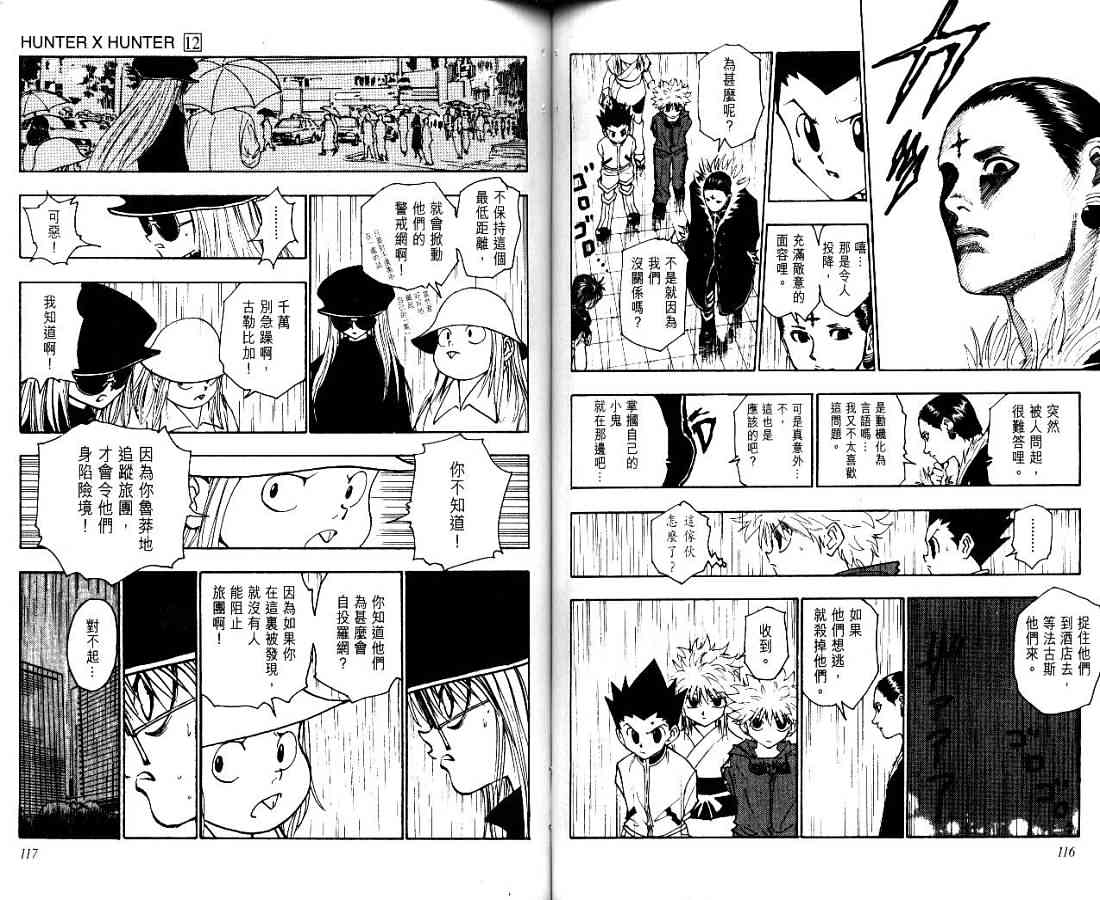 HUNTER X HUNTER 12
為甚麼呢?
不是就因為
我們
沒關係嗎?
嘻…
那是令人
投降,
充滿敵意的
面容哩。
突然
被人問起,
很難答哩。
是動機化為
言語嗎…
我又不太喜歡
這問題。
可是真意外…
不,
這也是
應該的吧?
掌摑自己的
小鬼
就在那邊吧…
………
這傢伙
怎麼了?
捉住他們
到酒店去,
等法古斯
他們來。
ゴロゴロ
如果
他們想逃,
就殺掉他們。
收到。
116
不保持這個
最低距離,
就會掀動
他們的
警戒網啊!
………
可惡!
千萬
別急躁啊,
古勒比加!
我知道啊!
你不知道!
因為你魯莽地
追蹤旅團,
才會令他們
身陷險境!
你知道他們
為甚麼會
自投羅網?
因為如果你
在這裏被發現,
就沒有人
能阻止
旅團啊!
對不起…
117